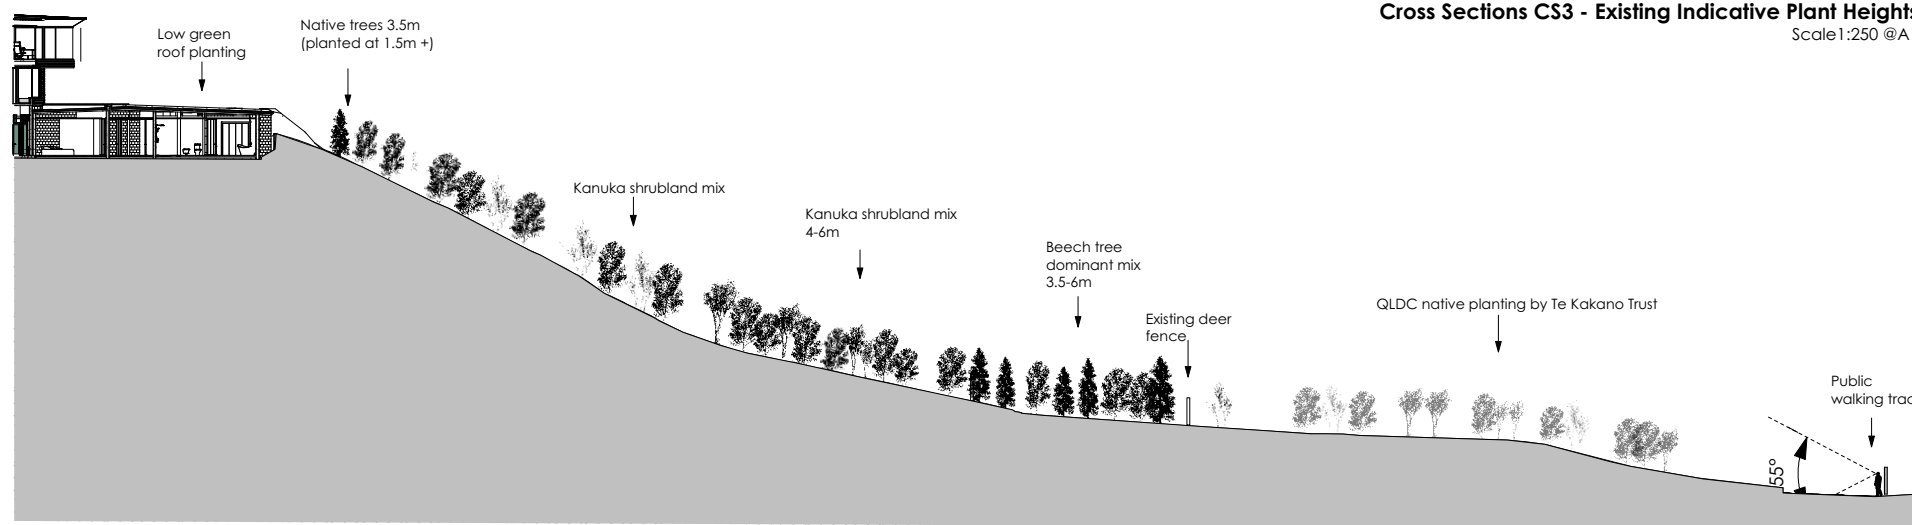 Cross Sections CS3 - Existing Indicative Plant Heights
Scale1:250 @A
Native trees 3.5m
(planted at 1.5m +)
Low green
roof planting
Kanuka shrubland mix
Kanuka shrubland mix
4-6m
Beech tree
dominant mix
3.5-6m
Existing deer
fence
QLDC native planting by Te Kakano Trust
Public
walking trac
55°